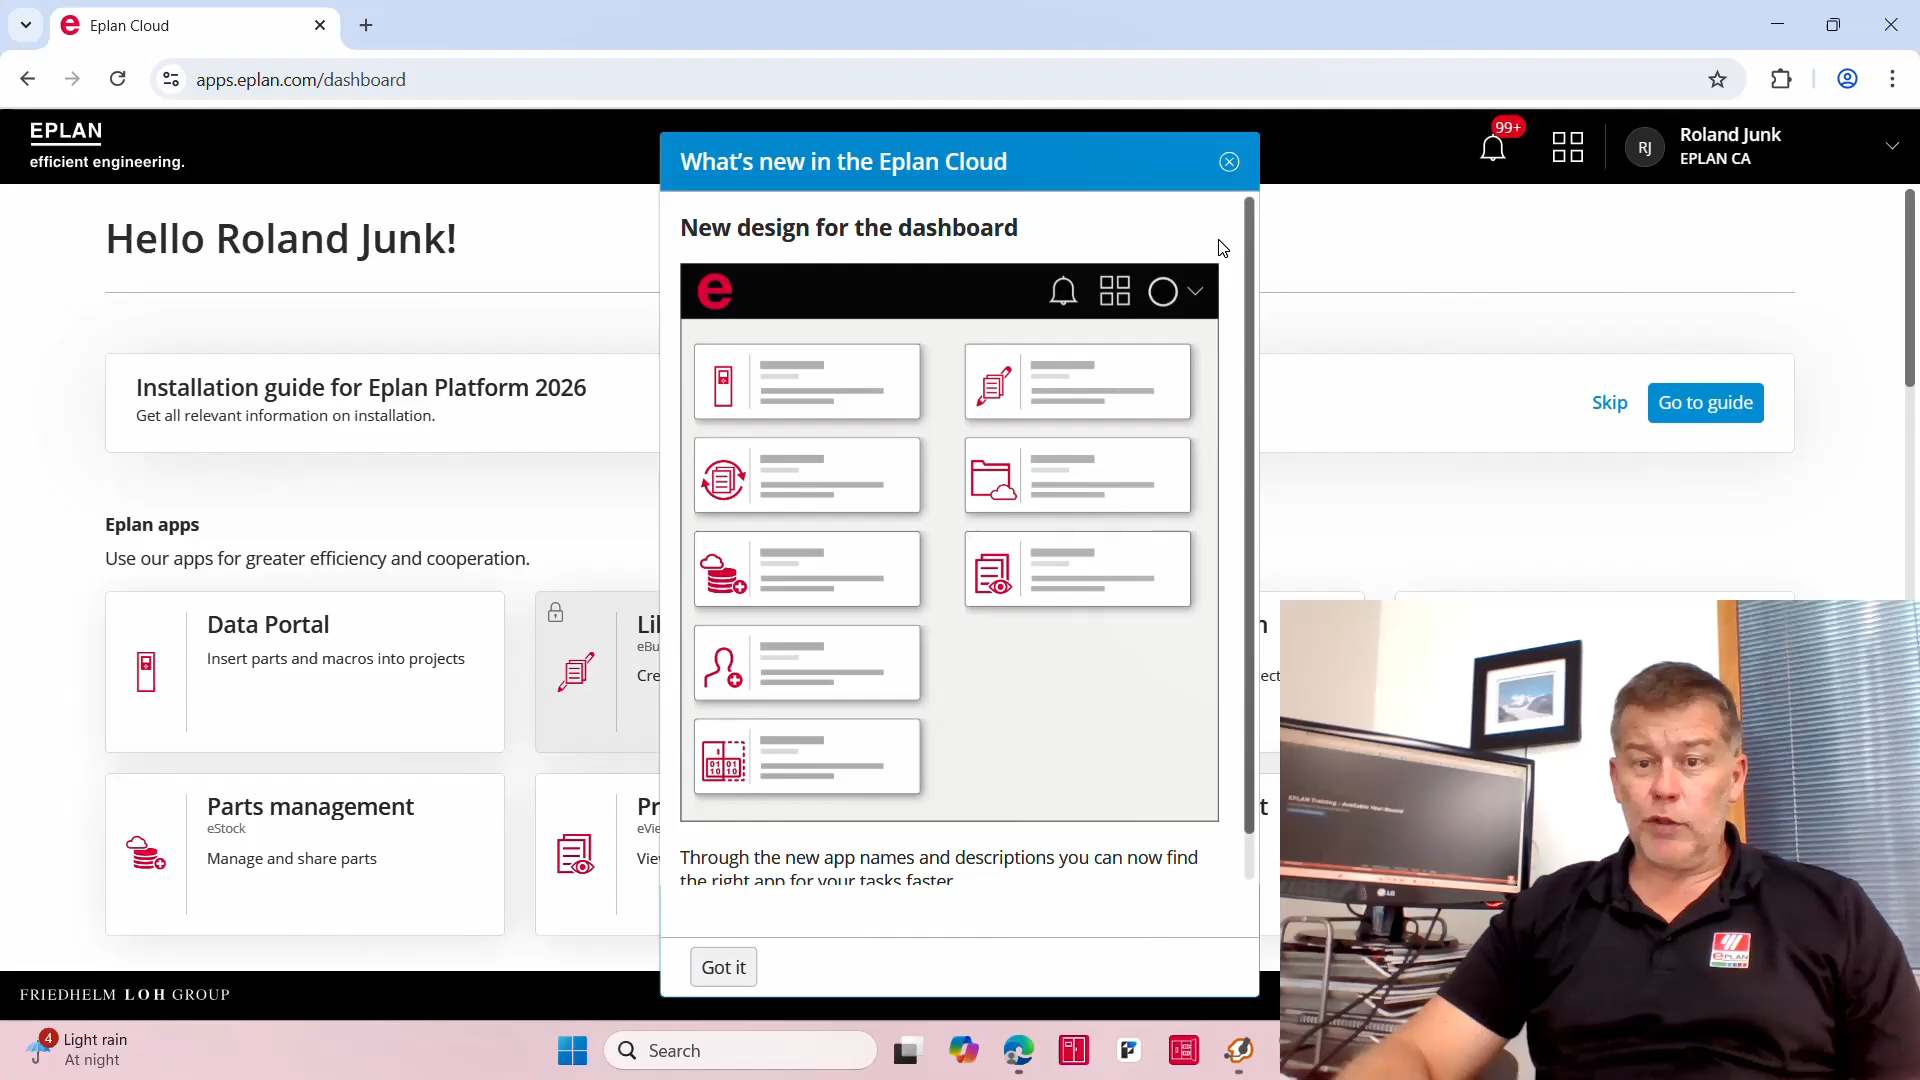 Eplan Cloud
apps.eplan.com/dashboard
EPLAN
efficient engineering.
99+
RJ
Roland Junk
EPLAN CA
What's new in the Eplan Cloud
New design for the dashboard
Hello Roland Junk!
Installation guide for Eplan Platform 2026
Get all relevant information on installation.
Skip
Go to guide
Eplan apps
Use our apps for greater efficiency and cooperation.
Data Portal
Insert parts and macros into projects
Parts management
eStock
Manage and share parts
Through the new app names and descriptions you can now find
the right app for your tasks faster
Got it
FRIEDHELM LOH GROUP
4
Light rain
At night
Search
LG
ePLAN